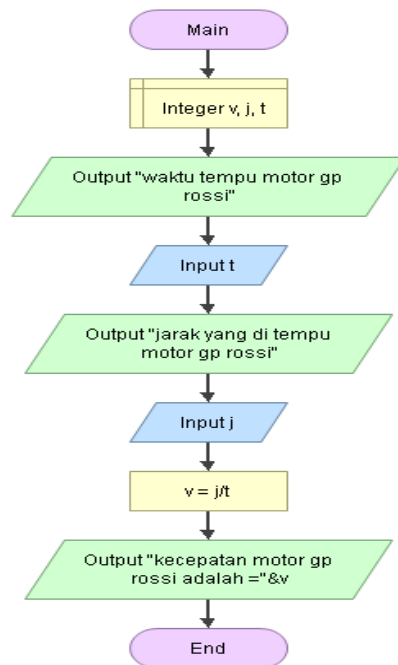 Main
Integer v, j, t
Output "waktu tempu motor gp
rossi"
Input t
Output "jarak yang di tempu
motor gp rossi"
Input j
v = j/t
Output "kecepatan motor gp
rossi adalah ="&v
End